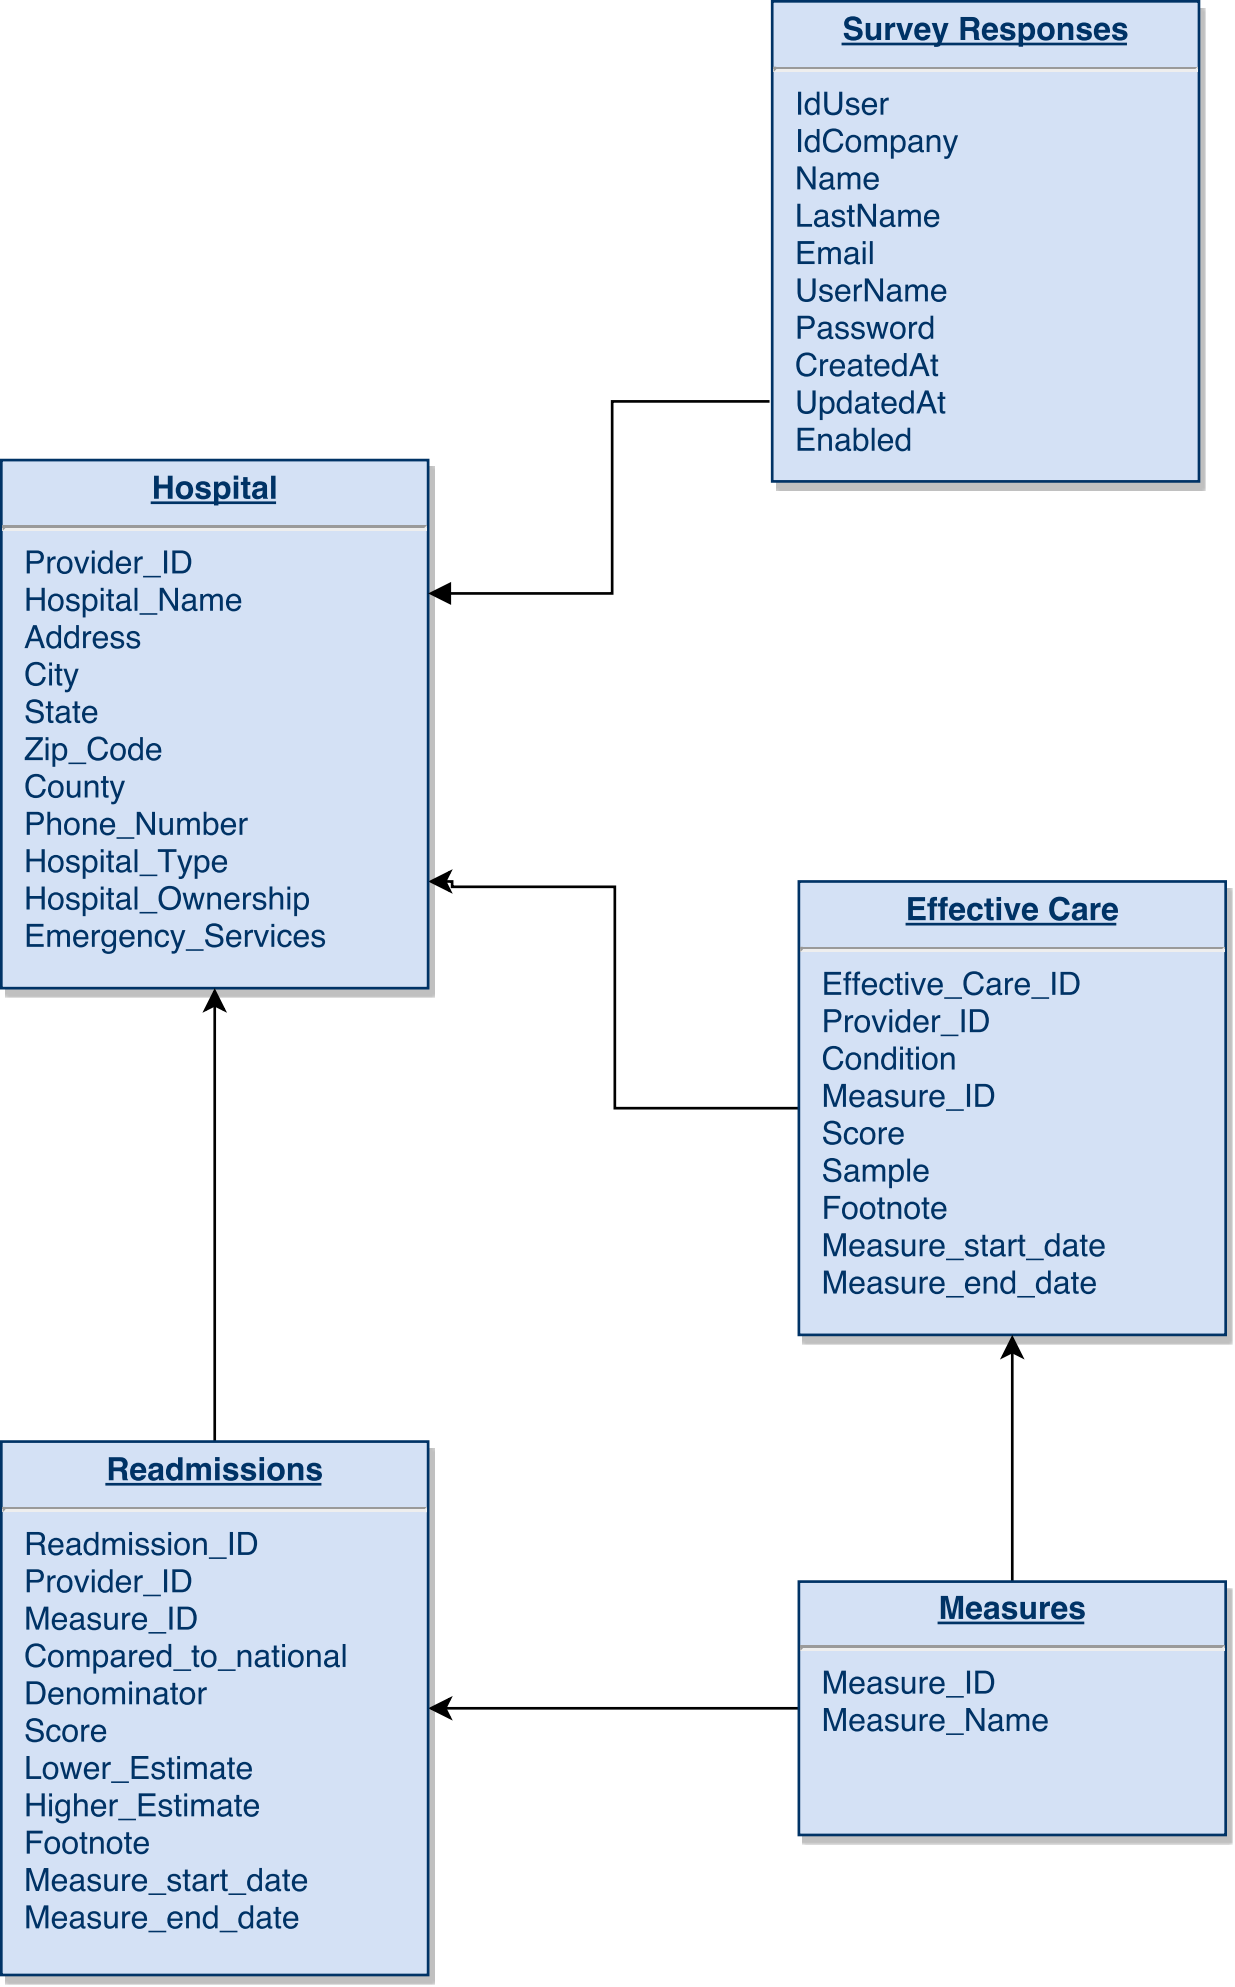 Survey Responses
IdUser
IdCompany
Name
LastName
Email
UserName
Password
CreatedAt
UpdatedAt
Enabled
Hospital
Provider_ID
Hospital_Name
Address
City
State
Zip_Code
County
Phone_Number
Hospital_Type
Hospital_Ownership
Emergency_Services
Effective Care
Effective_Care_ID
Provider_ID
Condition
Measure_ID
Score
Sample
Footnote
Measure_start_date
Measure_end_date
Readmissions
Readmission_ID
Provider_ID
Measure_ID
Compared_to_national
Denominator
Score
Lower_Estimate
Higher_Estimate
Footnote
Measure_start_date
Measure_end_date
Measures
Measure_ID
Measure_Name